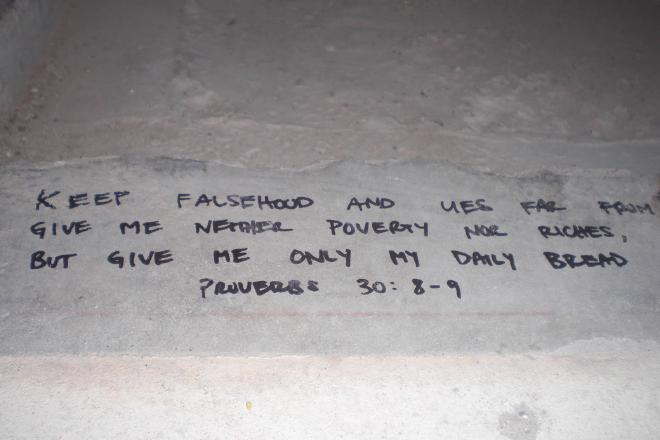 KEEP FALSEHOOD AND LIES FAR FROM
GIVE ME NEITHER POVERTY NOR RICHES,
BUT GIVE ME ONLY MY DAILY BREAD
PROVERBS 30: 8-9